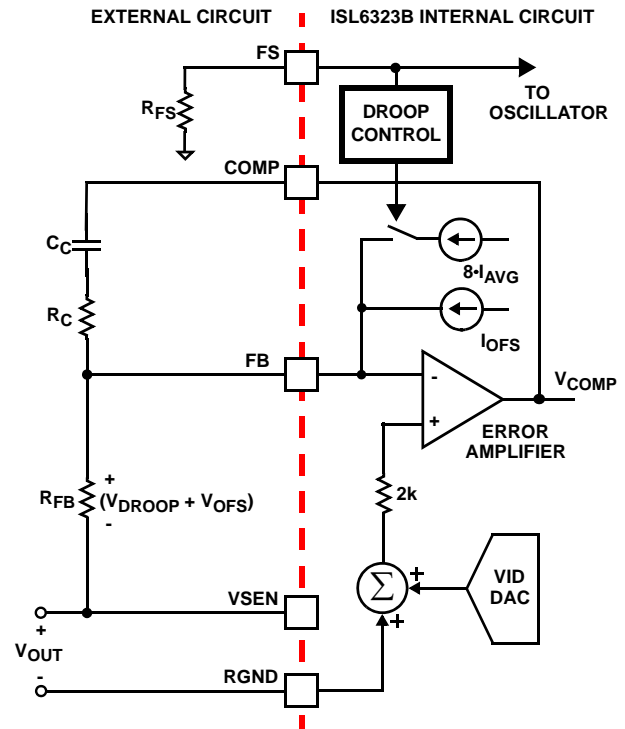 EXTERNAL CIRCUIT
ISL6323B INTERNAL CIRCUIT
FS
TO
OSCILLATOR
RFS
DROOP
CONTROL
COMP
CC
8•IAVG
RC
IOFS
FB
-
VCOMP
+
ERROR
AMPLIFIER
+
RFB
(VDROOP + VOFS)
-
2k
VID
DAC
VSEN
Σ
+
+
+
VOUT
-
RGND